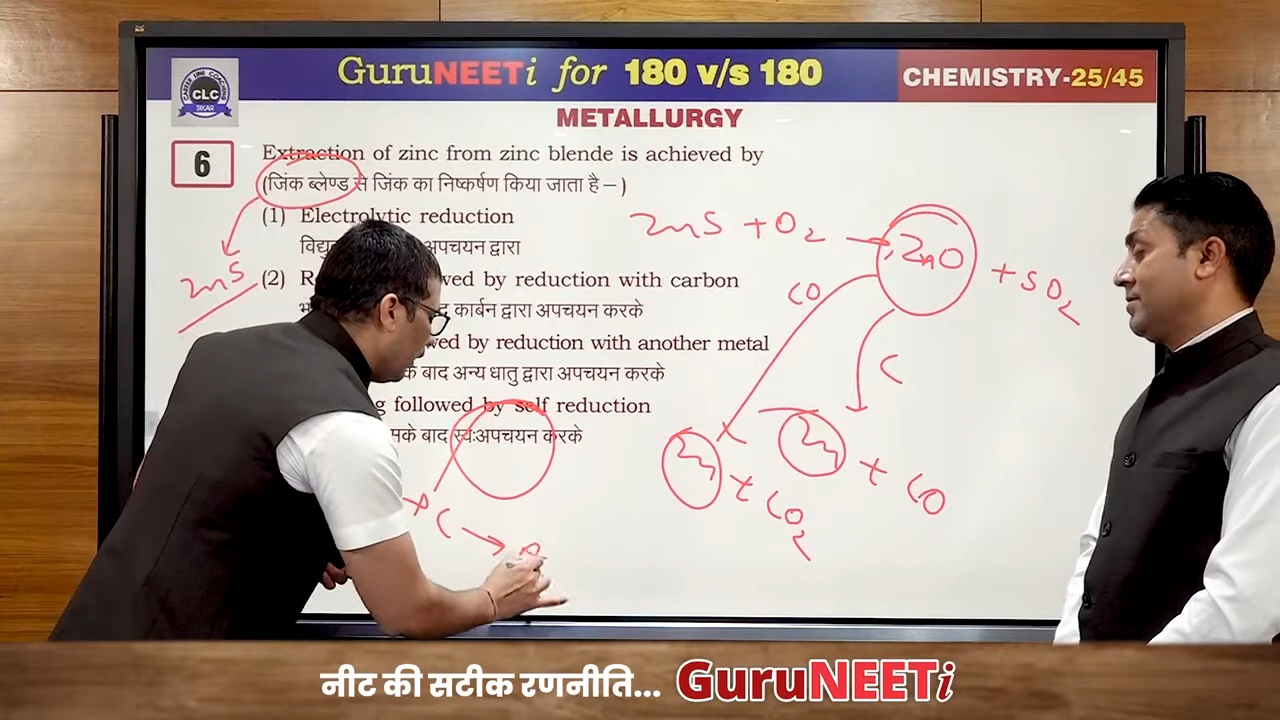 GuruNEETi for 180 v/s 180
CHEMISTRY-25/45
CLC
SIKAR
METALLURGY
6
Extraction of zinc from zinc blende is achieved by
(जिंक ब्लेण्ड से जिंक का निष्कर्षण किया जाता है – )
(1) Electrolytic reduction
अपचयन द्वारा
(2) by reduction with carbon
कार्बन द्वारा अपचयन करके
by reduction with another metal
के बाद अन्य धातु द्वारा अपचयन करके
followed by self reduction
बाद स्वःअपचयन करके
ZnS
ZnS + O2 → ZnO + SO2
CO
C
Zn + CO2
Zn + CO
C →
नीट की सटीक रणनीति... GuruNEETi